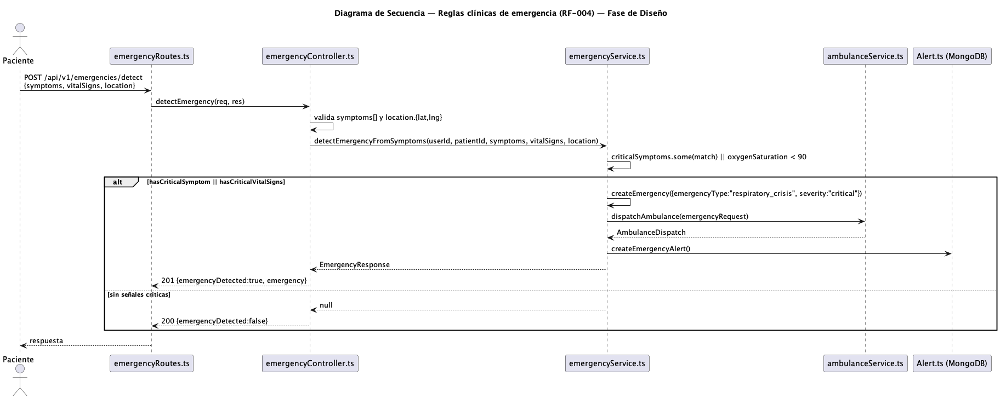 Diagrama de Secuencia — Reglas clínicas de emergencia (RF-004) — Fase de Diseño
Paciente
emergencyRoutes.ts
emergencyController.ts
emergencyService.ts
ambulanceService.ts
Alert.ts (MongoDB)
POST /api/v1/emergencies/detect
{symptoms, vitalSigns, location}
detectEmergency(req, res)
valida symptoms[] y location.{lat,lng}
detectEmergencyFromSymptoms(userId, patientId, symptoms, vitalSigns, location)
criticalSymptoms.some(match) || oxygenSaturation < 90
alt
[hasCriticalSymptom || hasCriticalVitalSigns]
createEmergency({emergencyType:"respiratory_crisis", severity:"critical"})
dispatchAmbulance(emergencyRequest)
AmbulanceDispatch
createEmergencyAlert()
EmergencyResponse
201 {emergencyDetected:true, emergency}
[sin señales críticas]
null
200 {emergencyDetected:false}
respuesta
Paciente
emergencyRoutes.ts
emergencyController.ts
emergencyService.ts
ambulanceService.ts
Alert.ts (MongoDB)